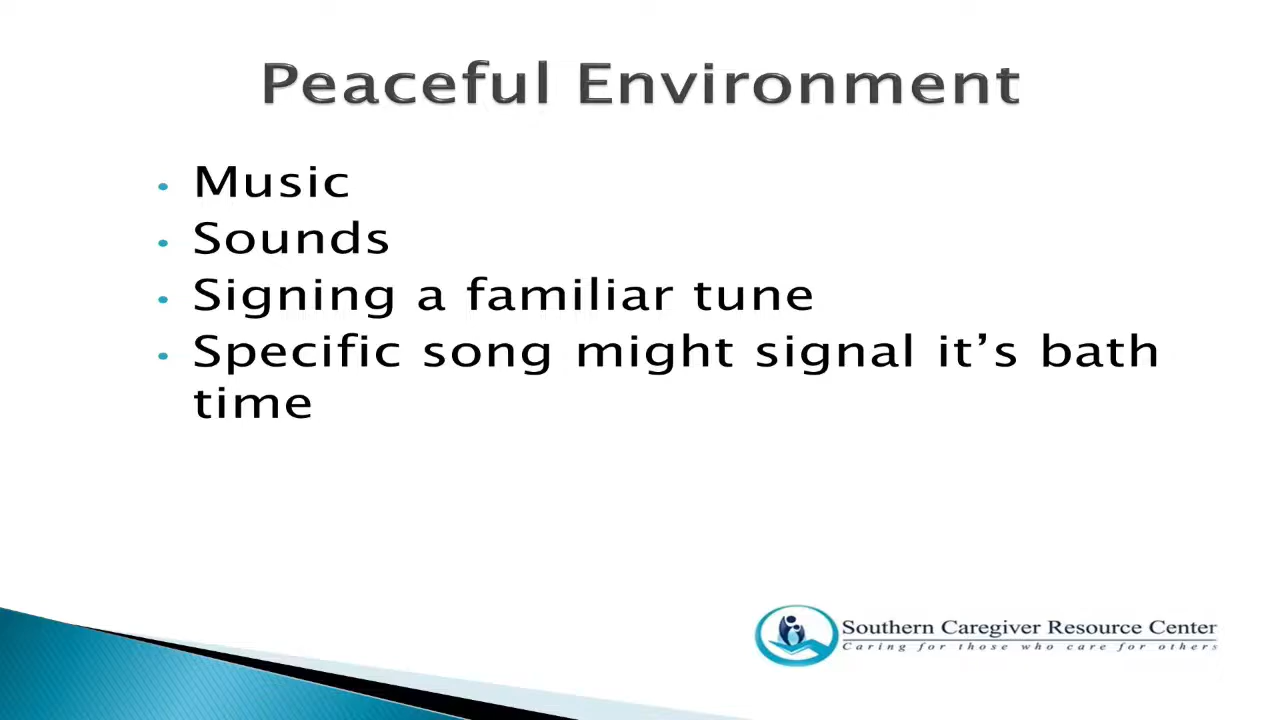 Peaceful Environment
• Music
• Sounds
• Signing a familiar tune
• Specific song might signal it’s bath
time
Southern Caregiver Resource Center
Caring for those who care for others